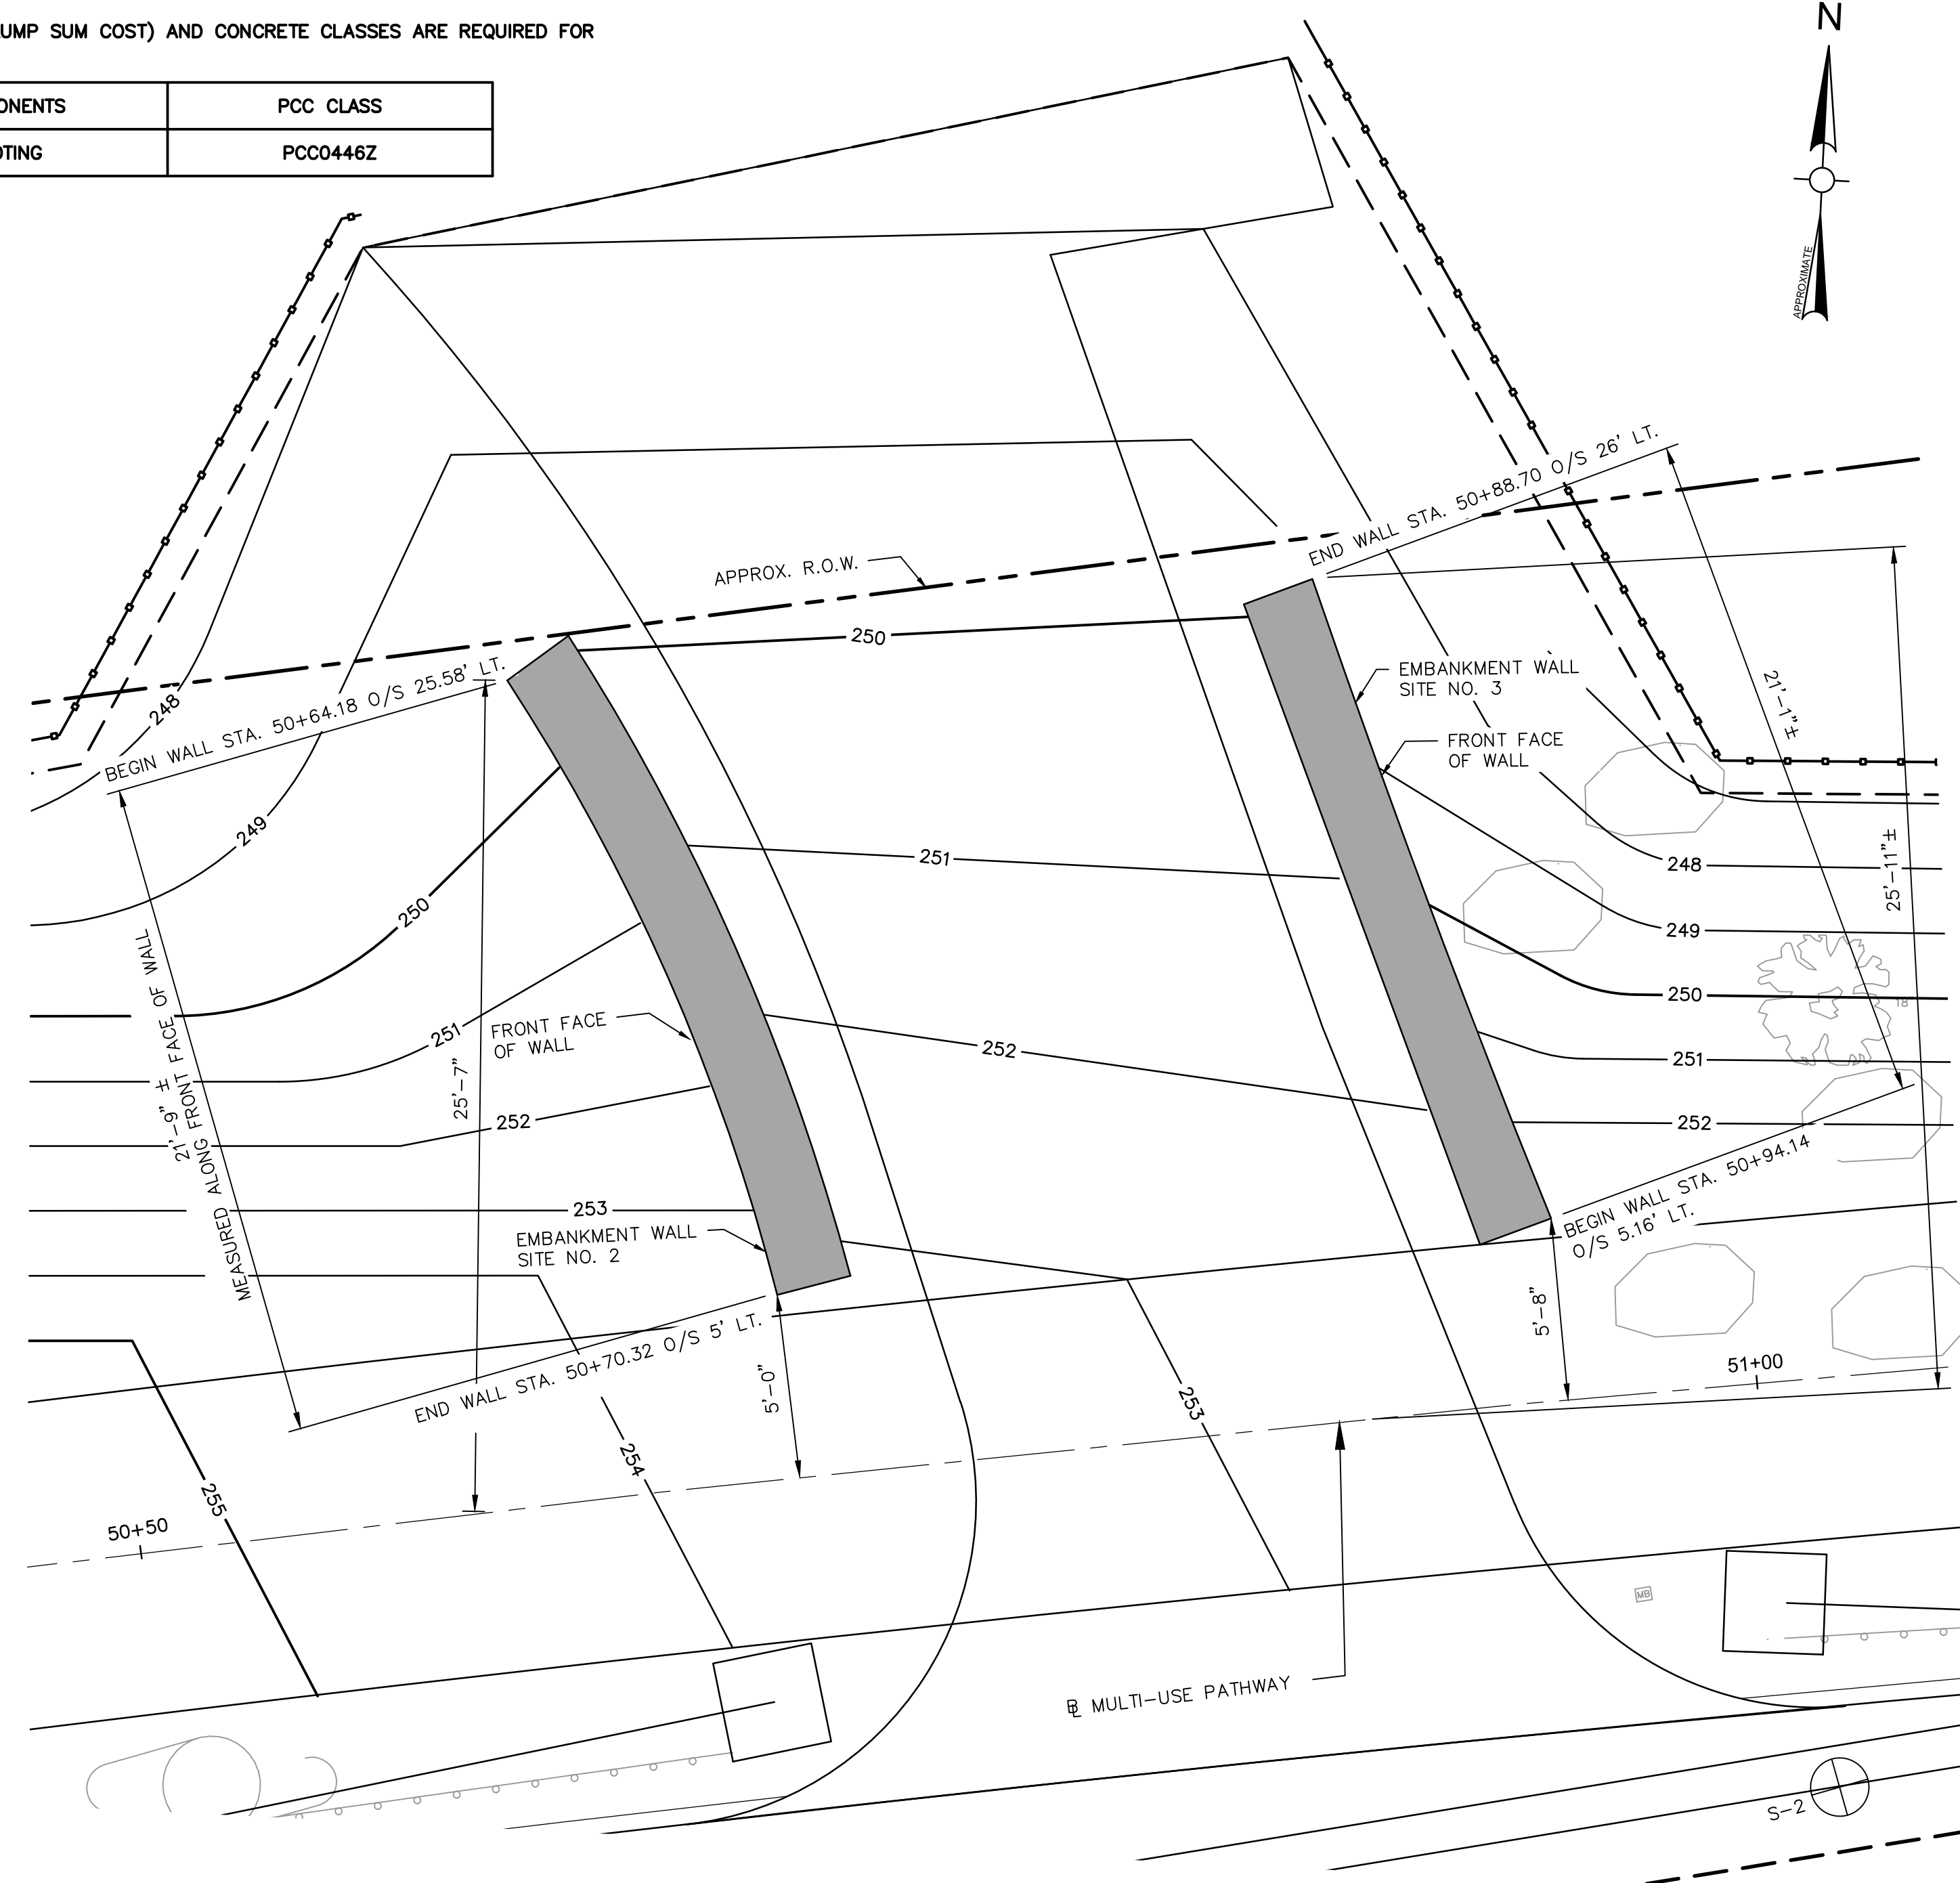 UMP SUM COST) AND CONCRETE CLASSES ARE REQUIRED FOR
ONENTS
PCC CLASS
OTING
PCC0446Z
N
APPROXIMATE
END WALL STA. 50+88.70 O/S 26' LT.
APPROX. R.O.W.
250
BEGIN WALL STA. 50+64.18 O/S 25.58' LT.
248
249
250
251
252
253
EMBANKMENT WALL
SITE NO. 3
FRONT FACE
OF WALL
21'-1"±
25'-11"±
251
248
249
250
18
251
252
252
BEGIN WALL STA. 50+94.14
O/S 5.16' LT.
21'-9" ±
MEASURED ALONG FRONT FACE OF WALL
25'-7"
FRONT FACE
OF WALL
EMBANKMENT WALL
SITE NO. 2
END WALL STA. 50+70.32 O/S 5' LT.
5'-0"
5'-8"
51+00
253
254
255
50+50
MB
BL MULTI-USE PATHWAY
S-2